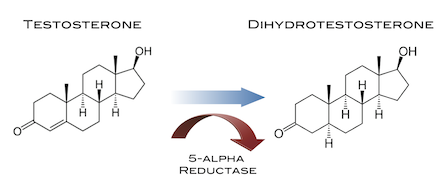 TESTOSTERONE
DIHYDROTESTOSTERONE
OH
H
H
H
O
OH
H
H
H
O
H
5-ALPHA
REDUCTASE